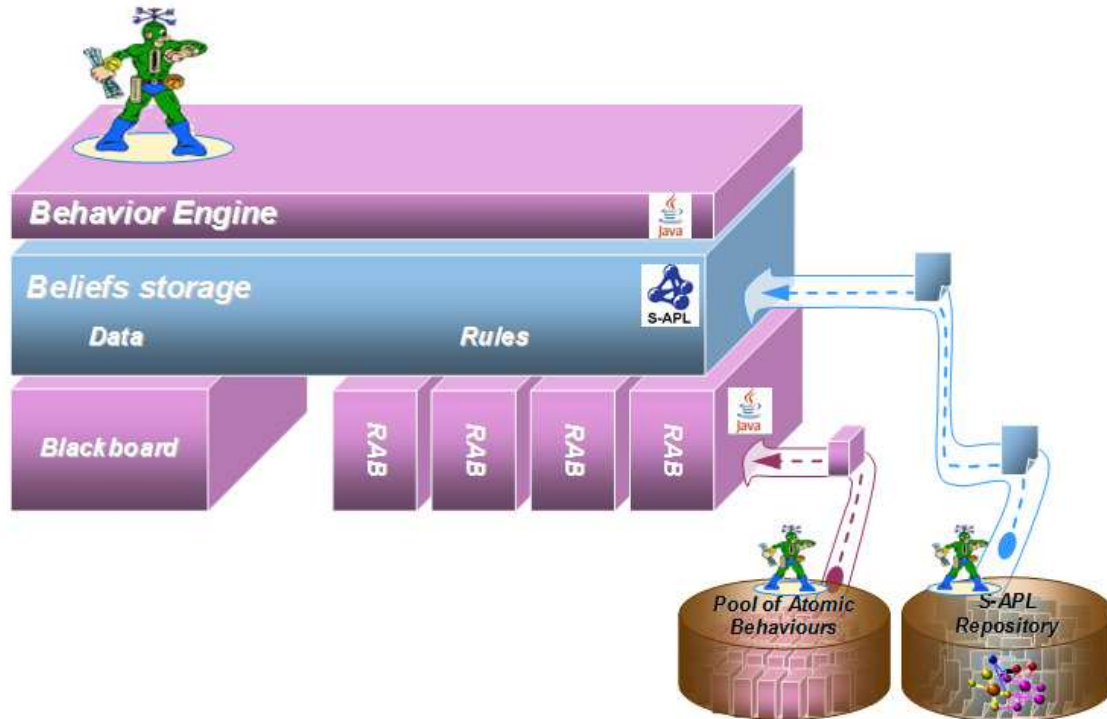 Behavior Engine
Java
Beliefs storage
S-APL
Data
Rules
Java
Blackboard
RAB
RAB
RAB
RAB
Pool of Atomic
Behaviours
S-APL
Repository